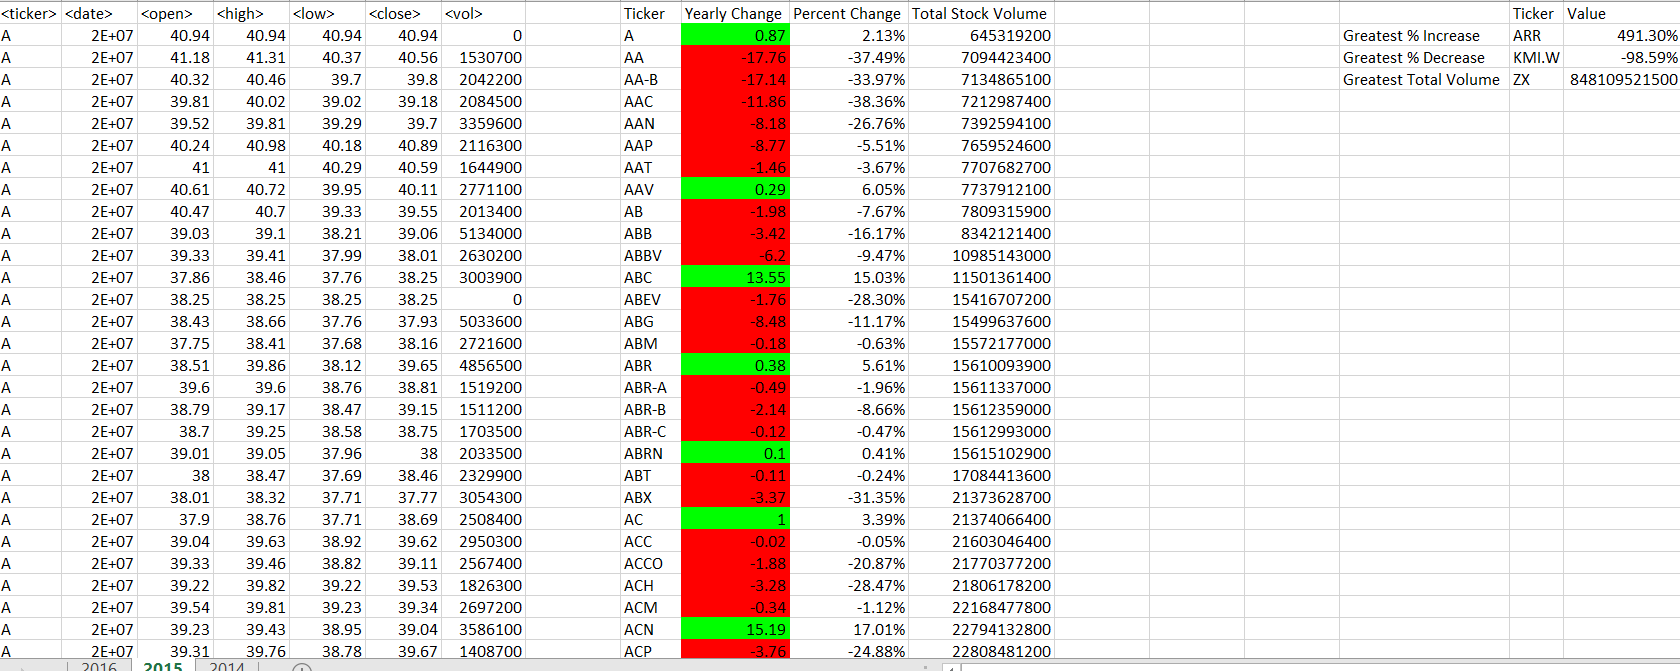 <ticker> <date> <open> <high> <low> <close> <vol> Ticker Yearly Change Percent Change Total Stock Volume Ticker Value
A 2E+07 40.94 40.94 40.94 40.94 0 A 0.87 2.13% 645319200 Greatest % Increase ARR 491.30%
A 2E+07 41.18 41.31 40.37 40.56 1530700 AA -17.76 -37.49% 7094423400 Greatest % Decrease KMI.W -98.59%
A 2E+07 40.32 40.46 39.7 39.8 2042200 AA-B -17.14 -33.97% 7134865100 Greatest Total Volume ZX 848109521500
A 2E+07 39.81 40.02 39.02 39.18 2084500 AAC -11.86 -38.36% 7212987400
A 2E+07 39.52 39.81 39.29 39.7 3359600 AAN -8.18 -26.76% 7392594100
A 2E+07 40.24 40.98 40.18 40.89 2116300 AAP -8.77 -5.51% 7659524600
A 2E+07 41 41 40.29 40.59 1644900 AAT -1.46 -3.67% 7707682700
A 2E+07 40.61 40.72 39.95 40.11 2771100 AAV 0.29 6.05% 7737912100
A 2E+07 40.47 40.7 39.33 39.55 2013400 AB -1.98 -7.67% 7809315900
A 2E+07 39.03 39.1 38.21 39.06 5134000 ABB -3.42 -16.17% 8342121400
A 2E+07 39.33 39.41 37.99 38.01 2630200 ABBV -6.2 -9.47% 10985143000
A 2E+07 37.86 38.46 37.76 38.25 3003900 ABC 13.55 15.03% 11501361400
A 2E+07 38.25 38.25 38.25 38.25 0 ABEV -1.76 -28.30% 15416707200
A 2E+07 38.43 38.66 37.76 37.93 5033600 ABG -8.48 -11.17% 15499637600
A 2E+07 37.75 38.41 37.68 38.16 2721600 ABM -0.18 -0.63% 15572177000
A 2E+07 38.51 39.86 38.12 39.65 4856500 ABR 0.38 5.61% 15610093900
A 2E+07 39.6 39.6 38.76 38.81 1519200 ABR-A -0.49 -1.96% 15611337000
A 2E+07 38.79 39.17 38.47 39.15 1511200 ABR-B -2.14 -8.66% 15612359000
A 2E+07 38.7 39.25 38.58 38.75 1703500 ABR-C -0.12 -0.47% 15612993000
A 2E+07 39.01 39.05 37.96 38 2033500 ABRN 0.1 0.41% 15615102900
A 2E+07 38 38.47 37.69 38.46 2329900 ABT -0.11 -0.24% 17084413600
A 2E+07 38.01 38.32 37.71 37.77 3054300 ABX -3.37 -31.35% 21373628700
A 2E+07 37.9 38.76 37.71 38.69 2508400 AC 1 3.39% 21374066400
A 2E+07 39.04 39.63 38.92 39.62 2950300 ACC -0.02 -0.05% 21603046400
A 2E+07 39.33 39.46 38.82 39.11 2567400 ACCO -1.88 -20.87% 21770377200
A 2E+07 39.22 39.82 39.22 39.53 1826300 ACH -3.28 -28.47% 21806178200
A 2E+07 39.54 39.81 39.23 39.34 2697200 ACM -0.34 -1.12% 22168477800
A 2E+07 39.23 39.43 38.95 39.04 3586100 ACN 15.19 17.01% 22794132800
A 2E+07 39.31 39.76 38.78 39.67 1408700 ACP -3.76 -24.88% 22808481200
2016 2015 2014